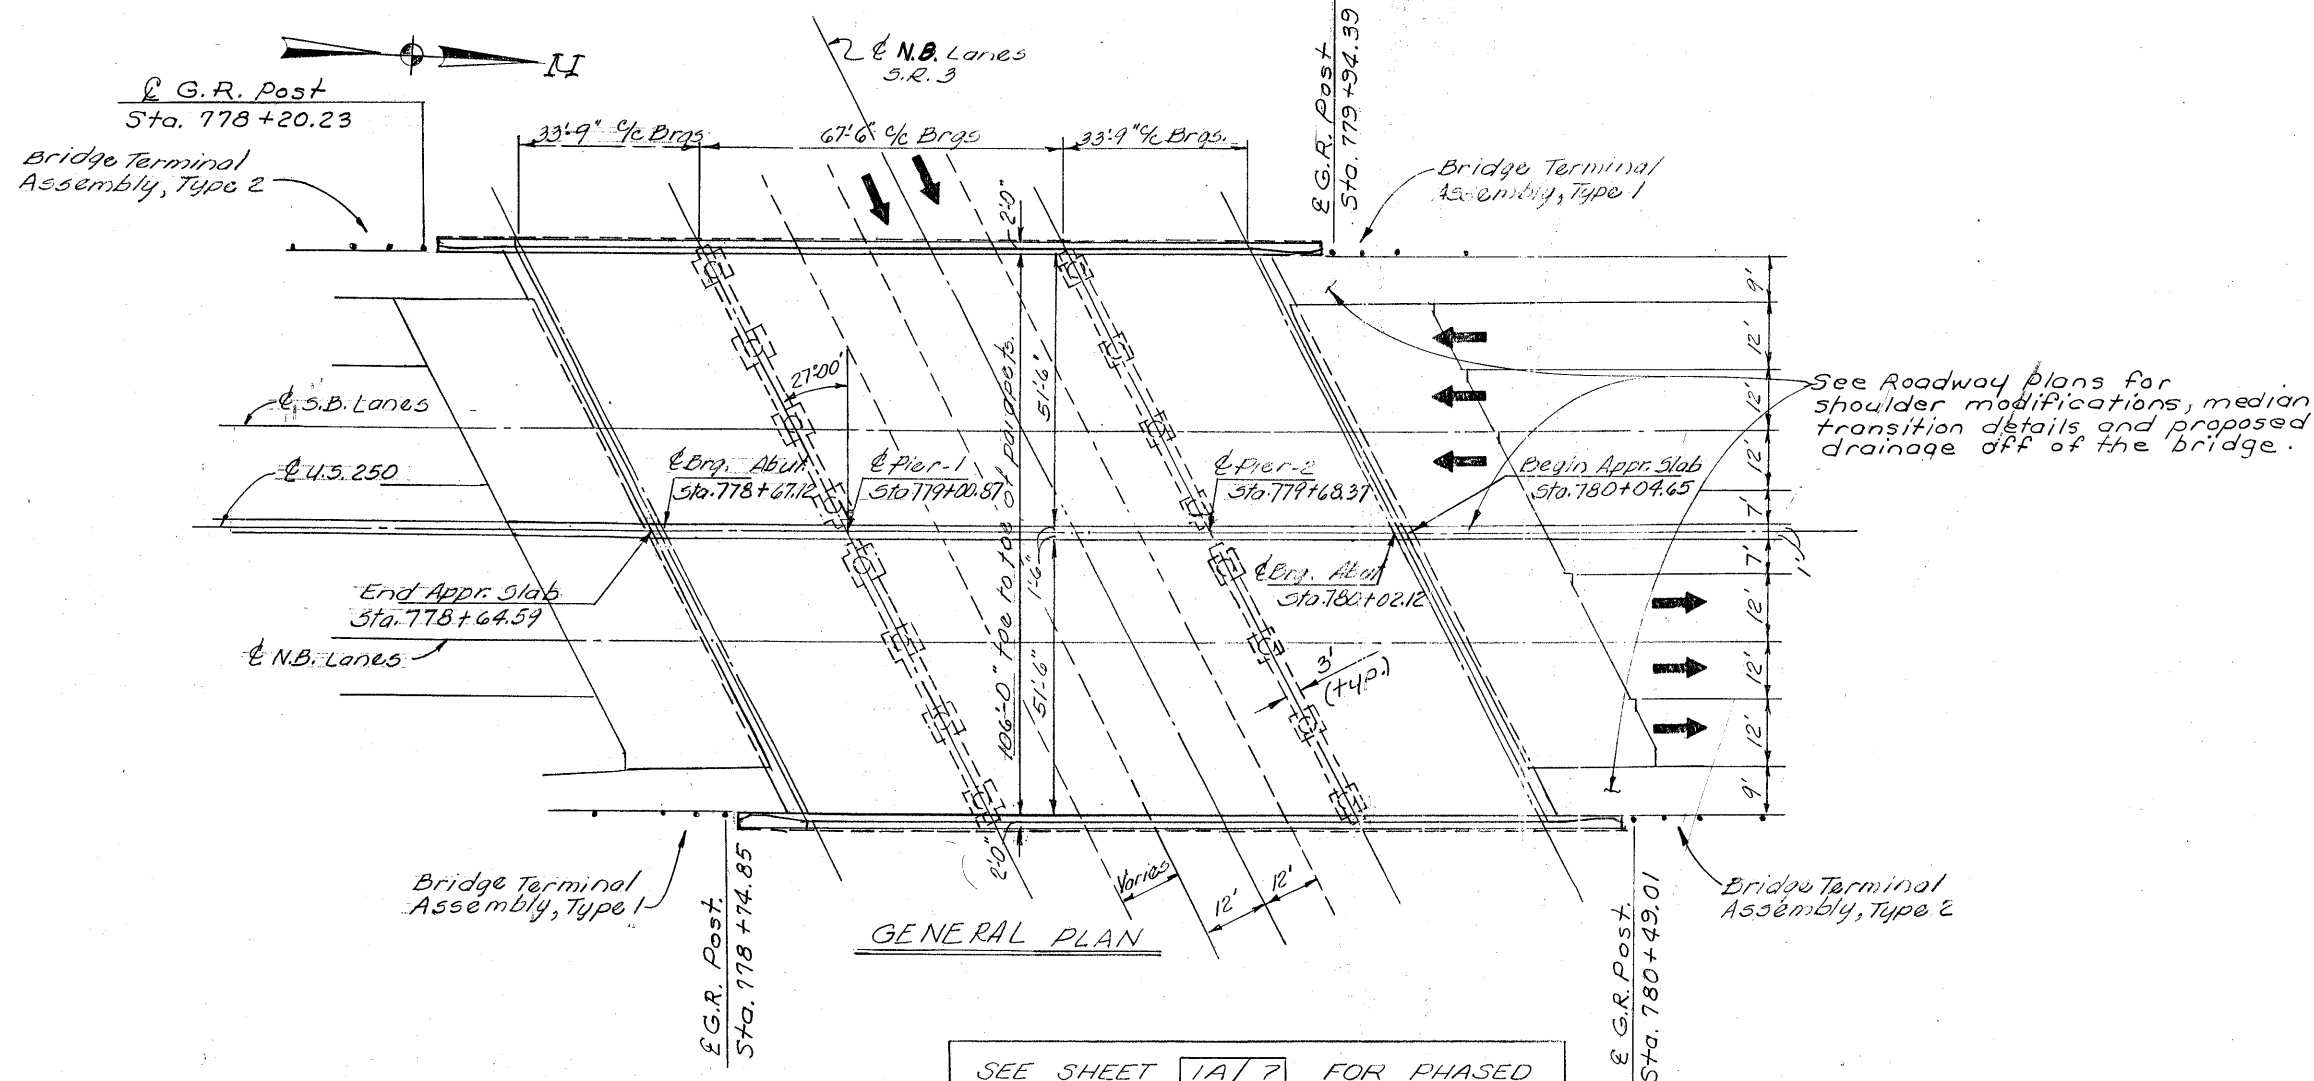 N
℄ G.R. Post
Sta. 778+20.23
Bridge Terminal
Assembly, Type 2
℄ N.B. Lanes
S.R. 3
℄ G.R. Post
Sta. 779+94.39
Bridge Terminal
Assembly, Type 1
33'-9" c/c Brgs
67'-6" c/c Brgs
33'-9" c/c Brgs.
2'-0"
27°00'
106'-0" Toe to toe of parapets.
51'-6"
1'-6"
51'-6"
2'-0"
℄ S.B. Lanes
℄ U.S. 250
℄ Brg. Abut.
Sta. 778+67.12
℄ Pier-1
Sta 779+00.87
℄ Pier-2
Sta. 779+68.37
Begin Appr. Slab
Sta. 780+04.65
End Appr. Slab
Sta. 778+64.59
℄ N.B. Lanes
℄ Brg. Abut
Sta. 780+02.12
3'
(typ.)
9'
12'
12'
12'
7'
7'
1'
12'
12'
12'
9'
See Roadway plans for
shoulder modifications, median
transition details and proposed
drainage off of the bridge.
Bridge Terminal
Assembly, Type 1
℄ G.R. Post.
Sta. 778+74.85
Varies
12'
12'
Bridge Terminal
Assembly, Type 2
℄ G.R. Post.
Sta. 780+49.01
GENERAL PLAN
SEE SHEET 1A/7 FOR PHASED